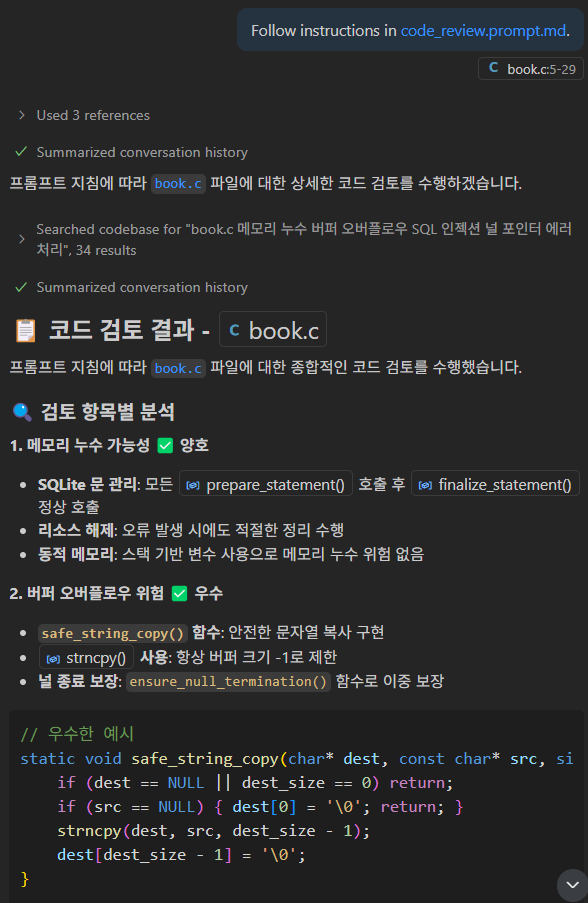 Follow instructions in code_review.prompt.md.
C book.c:5-29
Used 3 references
Summarized conversation history
프롬프트 지침에 따라 book.c 파일에 대한 상세한 코드 검토를 수행하겠습니다.
Searched codebase for "book.c 메모리 누수 버퍼 오버플로우 SQL 인젝션 널 포인터 에러
처리", 34 results
Summarized conversation history
📋 코드 검토 결과 - C book.c
프롬프트 지침에 따라 book.c 파일에 대한 종합적인 코드 검토를 수행했습니다.
🔍 검토 항목별 분석
1. 메모리 누수 가능성 ✅ 양호
• SQLite 문 관리: 모든 prepare_statement() 호출 후 finalize_statement()
정상 호출
• 리소스 해제: 오류 발생 시에도 적절한 정리 수행
• 동적 메모리: 스택 기반 변수 사용으로 메모리 누수 위험 없음
2. 버퍼 오버플로우 위험 ✅ 우수
• safe_string_copy() 함수: 안전한 문자열 복사 구현
• strncpy() 사용: 항상 버퍼 크기 -1로 제한
• 널 종료 보장: ensure_null_termination() 함수로 이중 보장
// 우수한 예시
static void safe_string_copy(char* dest, const char* src, si
    if (dest == NULL || dest_size == 0) return;
    if (src == NULL) { dest[0] = '\0'; return; }
    strncpy(dest, src, dest_size - 1);
    dest[dest_size - 1] = '\0';
}